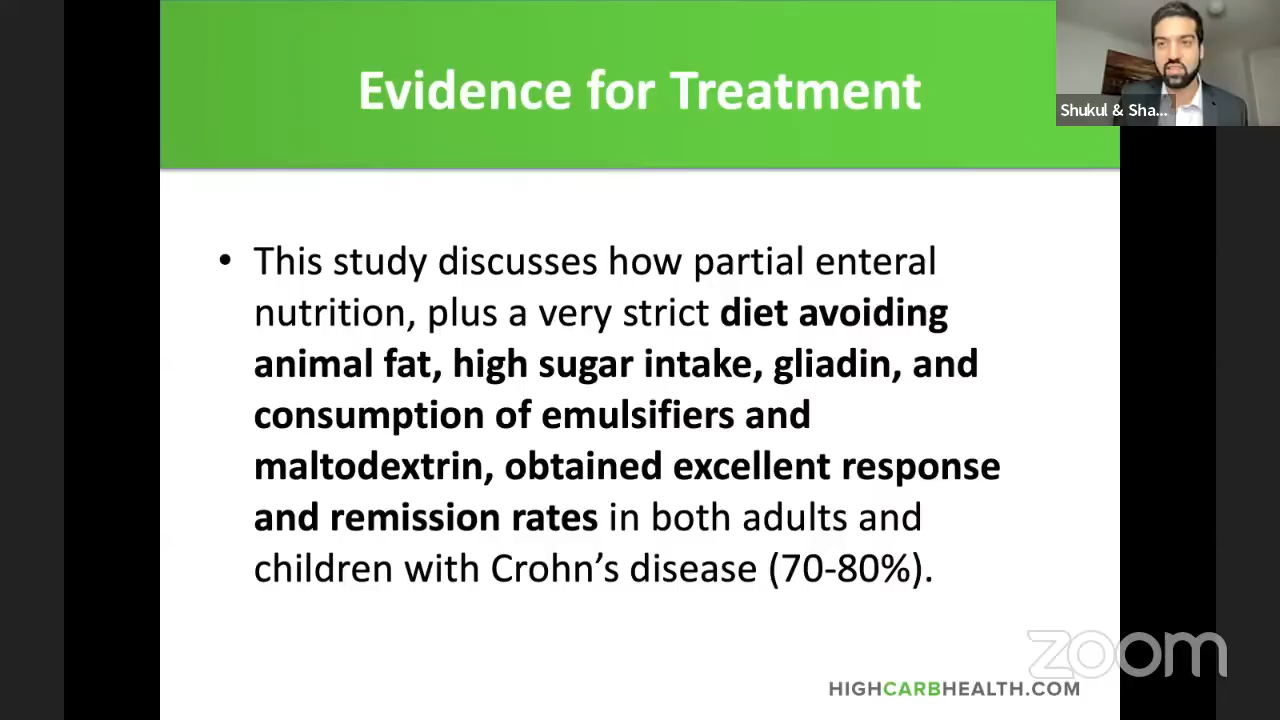 Evidence for Treatment
Shukul & Sha...
• This study discusses how partial enteral
nutrition, plus a very strict diet avoiding
animal fat, high sugar intake, gliadin, and
consumption of emulsifiers and
maltodextrin, obtained excellent response
and remission rates in both adults and
children with Crohn’s disease (70-80%).
zoom
HIGHCARBHEALTH.COM